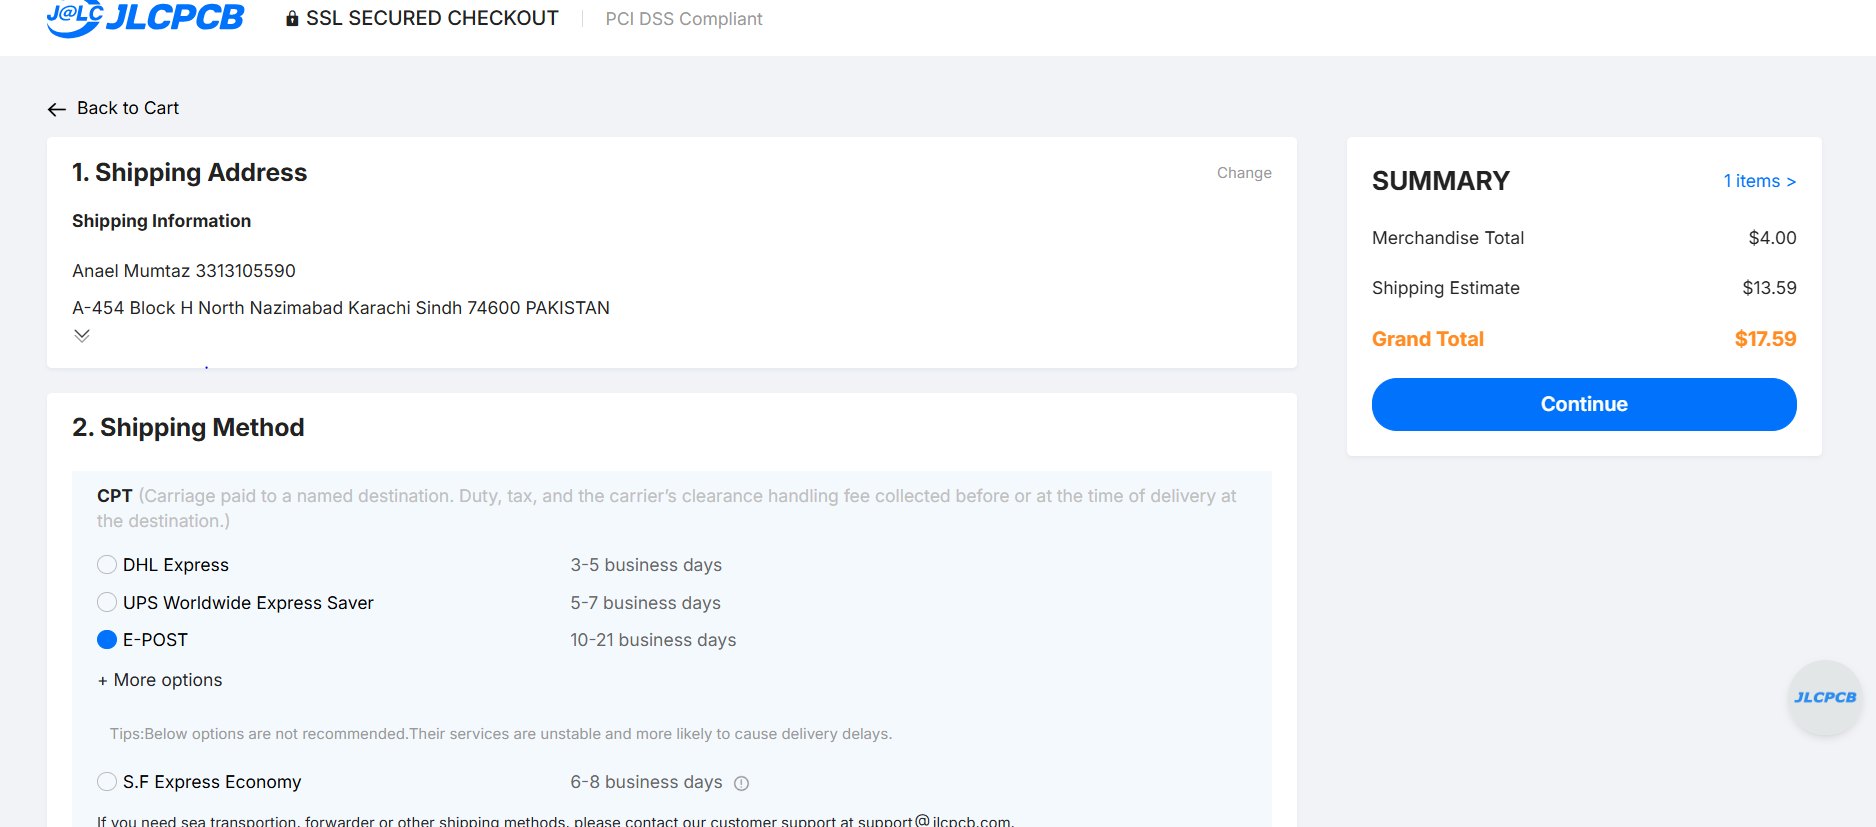 J@LC JLCPCB SSL SECURED CHECKOUT PCI DSS Compliant
Back to Cart
1. Shipping Address Change
Shipping Information
Anael Mumtaz 3313105590
A-454 Block H North Nazimabad Karachi Sindh 74600 PAKISTAN
2. Shipping Method
CPT (Carriage paid to a named destination. Duty, tax, and the carrier's clearance handling fee collected before or at the time of delivery at
the destination.)
DHL Express 3-5 business days
UPS Worldwide Express Saver 5-7 business days
E-POST 10-21 business days
+ More options
Tips:Below options are not recommended.Their services are unstable and more likely to cause delivery delays.
S.F Express Economy 6-8 business days
If you need sea transportion, forwarder or other shipping methods, please contact our customer support at support@jlcpcb.com.
SUMMARY 1 items >
Merchandise Total $4.00
Shipping Estimate $13.59
Grand Total $17.59
Continue
JLCPCB